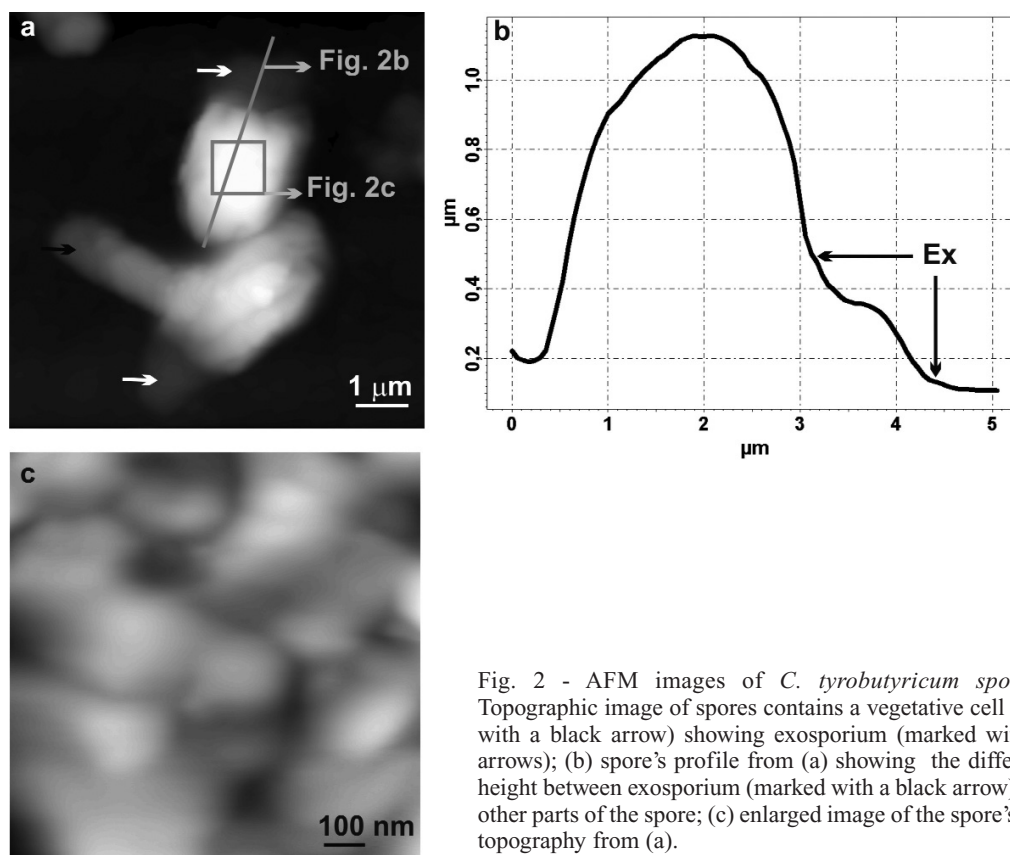 a
Fig. 2b
Fig. 2c
1 μm
b
1,0
0,8
0,6
0,4
0,2
µm
Ex
0 1 2 3 4 5
µm
c
100 nm
Fig. 2 - AFM images of C. tyrobutyricum spo
Topographic image of spores contains a vegetative cell
with a black arrow) showing exosporium (marked wi
arrows); (b) spore's profile from (a) showing the diffe
height between exosporium (marked with a black arrow)
other parts of the spore; (c) enlarged image of the spore's
topography from (a).